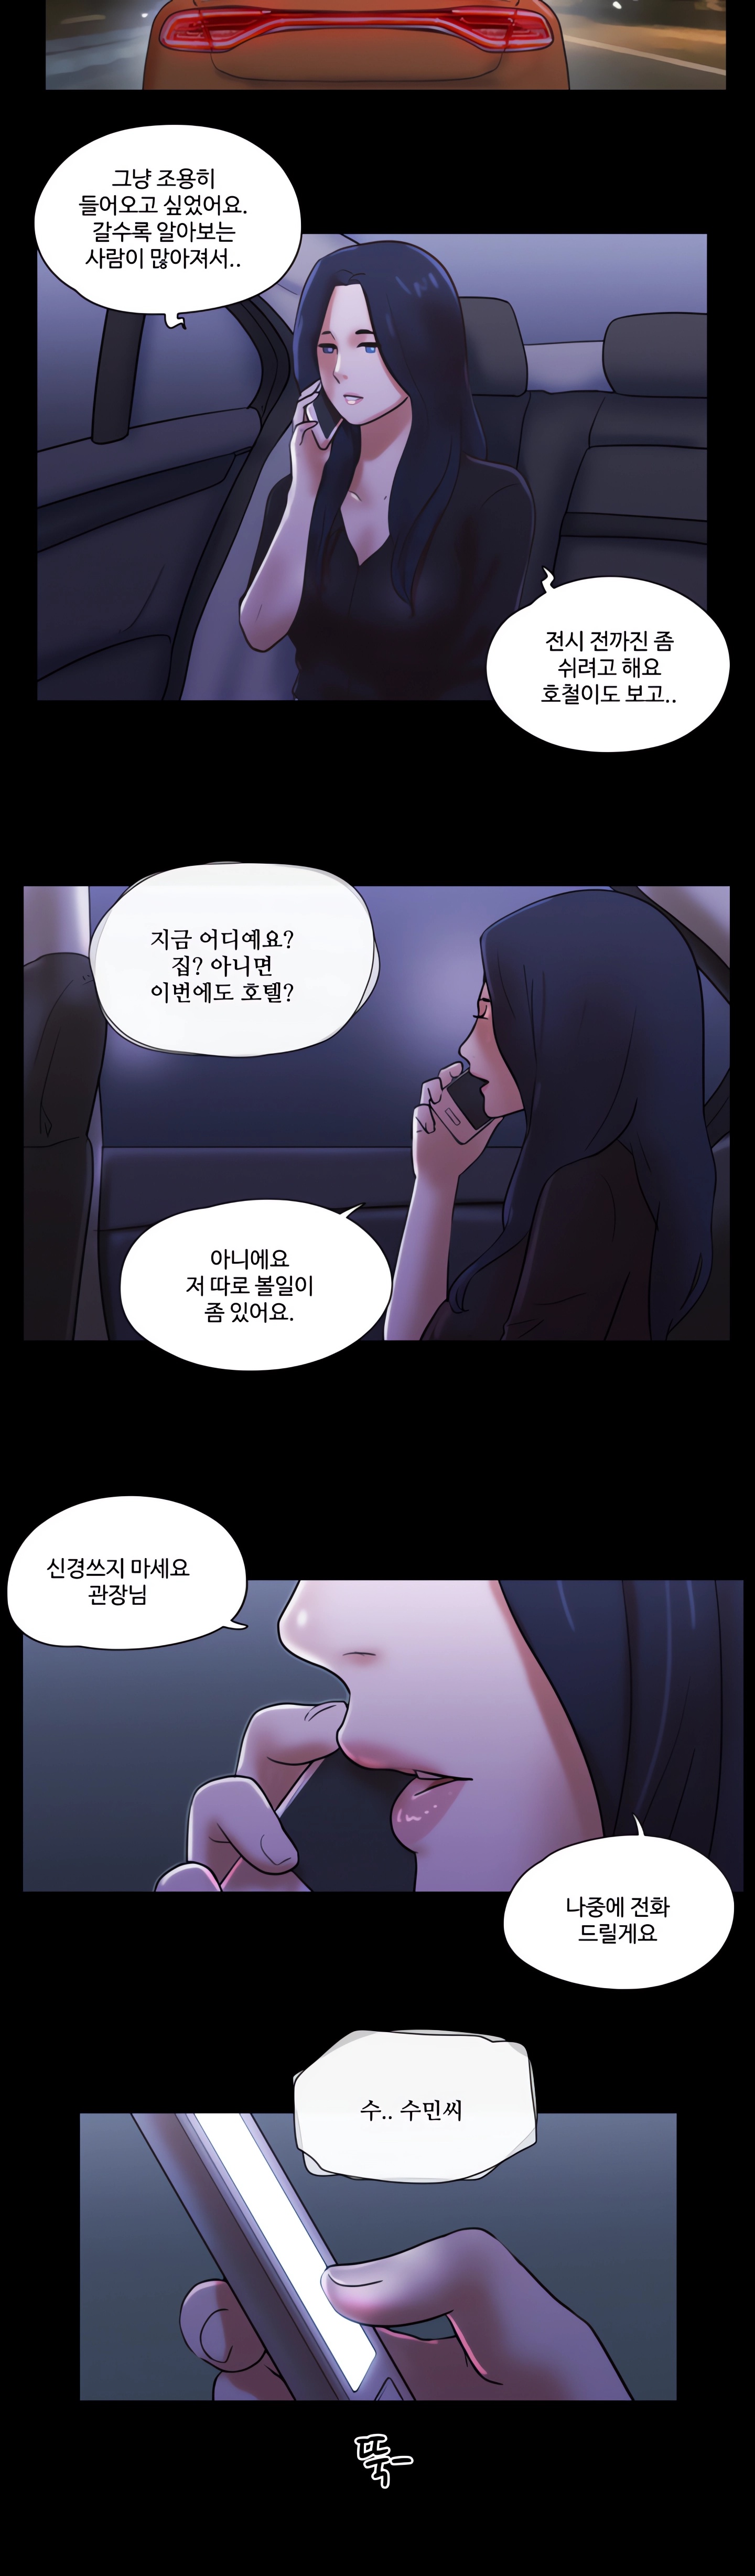 그냥 조용히
들어오고 싶었어요.
갈수록 알아보는
사람이 많아져서..
전시 전까진 좀
쉬려고 해요
호철이도 보고..
지금 어디예요?
집? 아니면
이번에도 호텔?
아니에요
저 따로 볼일이
좀 있어요.
신경쓰지 마세요
관장님
나중에 전화
드릴게요
수.. 수민씨
뚝-